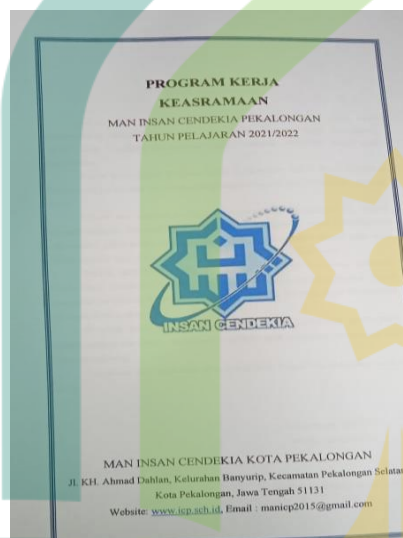 PROGRAM KERJA
KEASRAMAAN
MAN INSAN CENDEKIA PEKALONGAN
TAHUN PELAJARAN 2021/2022
INSAN CENDEKIA
MAN INSAN CENDEKIA KOTA PEKALONGAN
Jl. KH. Ahmad Dahlan, Kelurahan Banyurip, Kecamatan Pekalongan Selatan
Kota Pekalongan, Jawa Tengah 51131
Website: www.icp.sch.id, Email : manicp2015@gmail.com